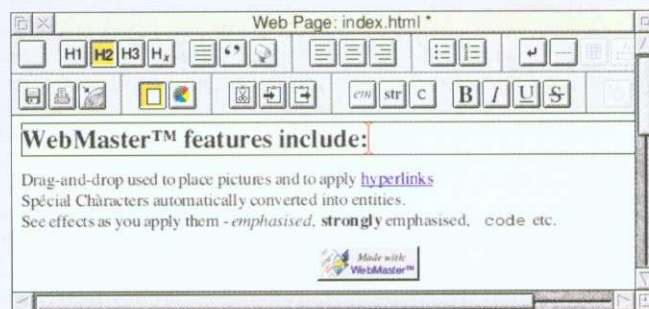 Web Page: index.html *
H1 H2 H3 Hx “ ”
em str c B I U S
WebMaster™ features include:
Drag-and-drop used to place pictures and to apply hyperlinks
Spécial Chàracters automatically converted into entities.
See effects as you apply them - emphasised, strongly emphasised, code etc.
Made with
WebMaster™